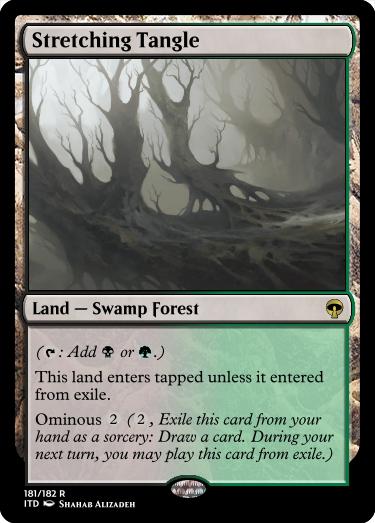 Stretching Tangle
Land — Swamp Forest
( : Add  or .)
This land enters tapped unless it entered
from exile.
Ominous 2 ( 2 , Exile this card from your
hand as a sorcery: Draw a card. During your
next turn, you may play this card from exile.)
181/182 R
ITD Shahab Alizadeh